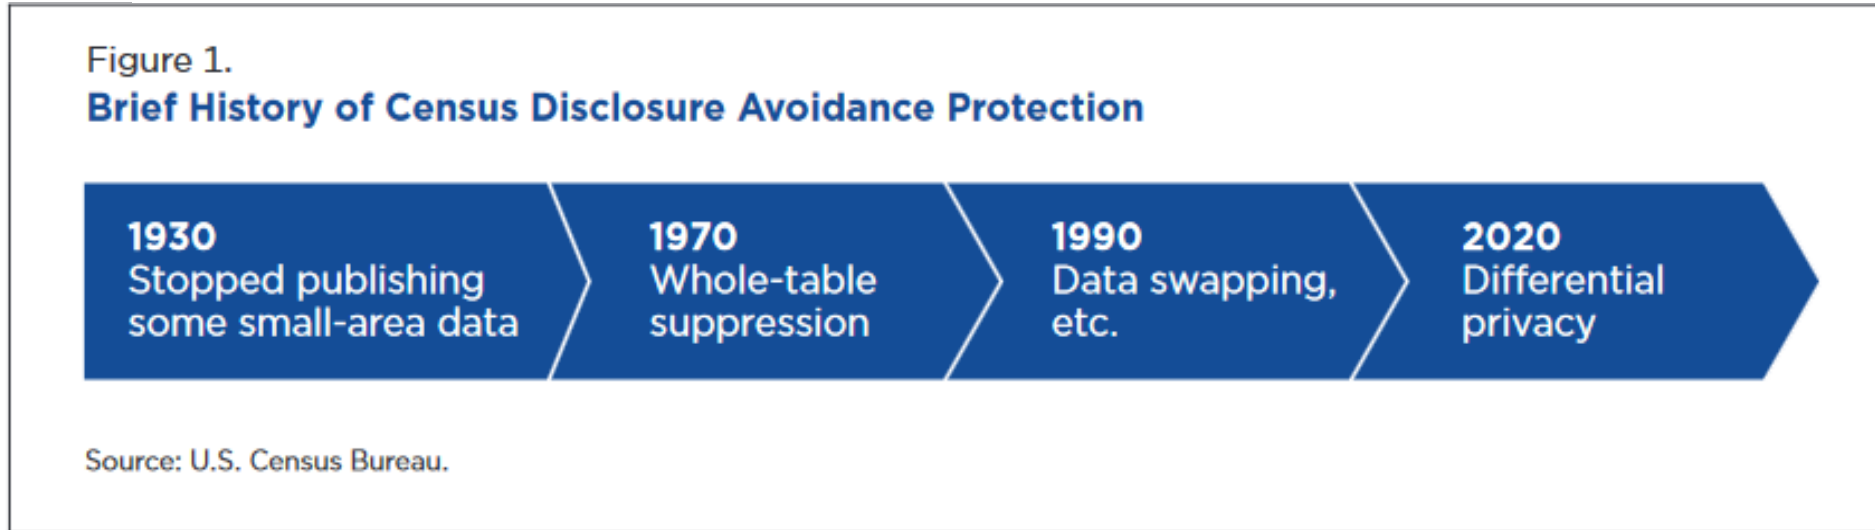 Figure 1.
Brief History of Census Disclosure Avoidance Protection
1930
Stopped publishing
some small-area data
1970
Whole-table
suppression
1990
Data swapping,
etc.
2020
Differential
privacy
Source: U.S. Census Bureau.